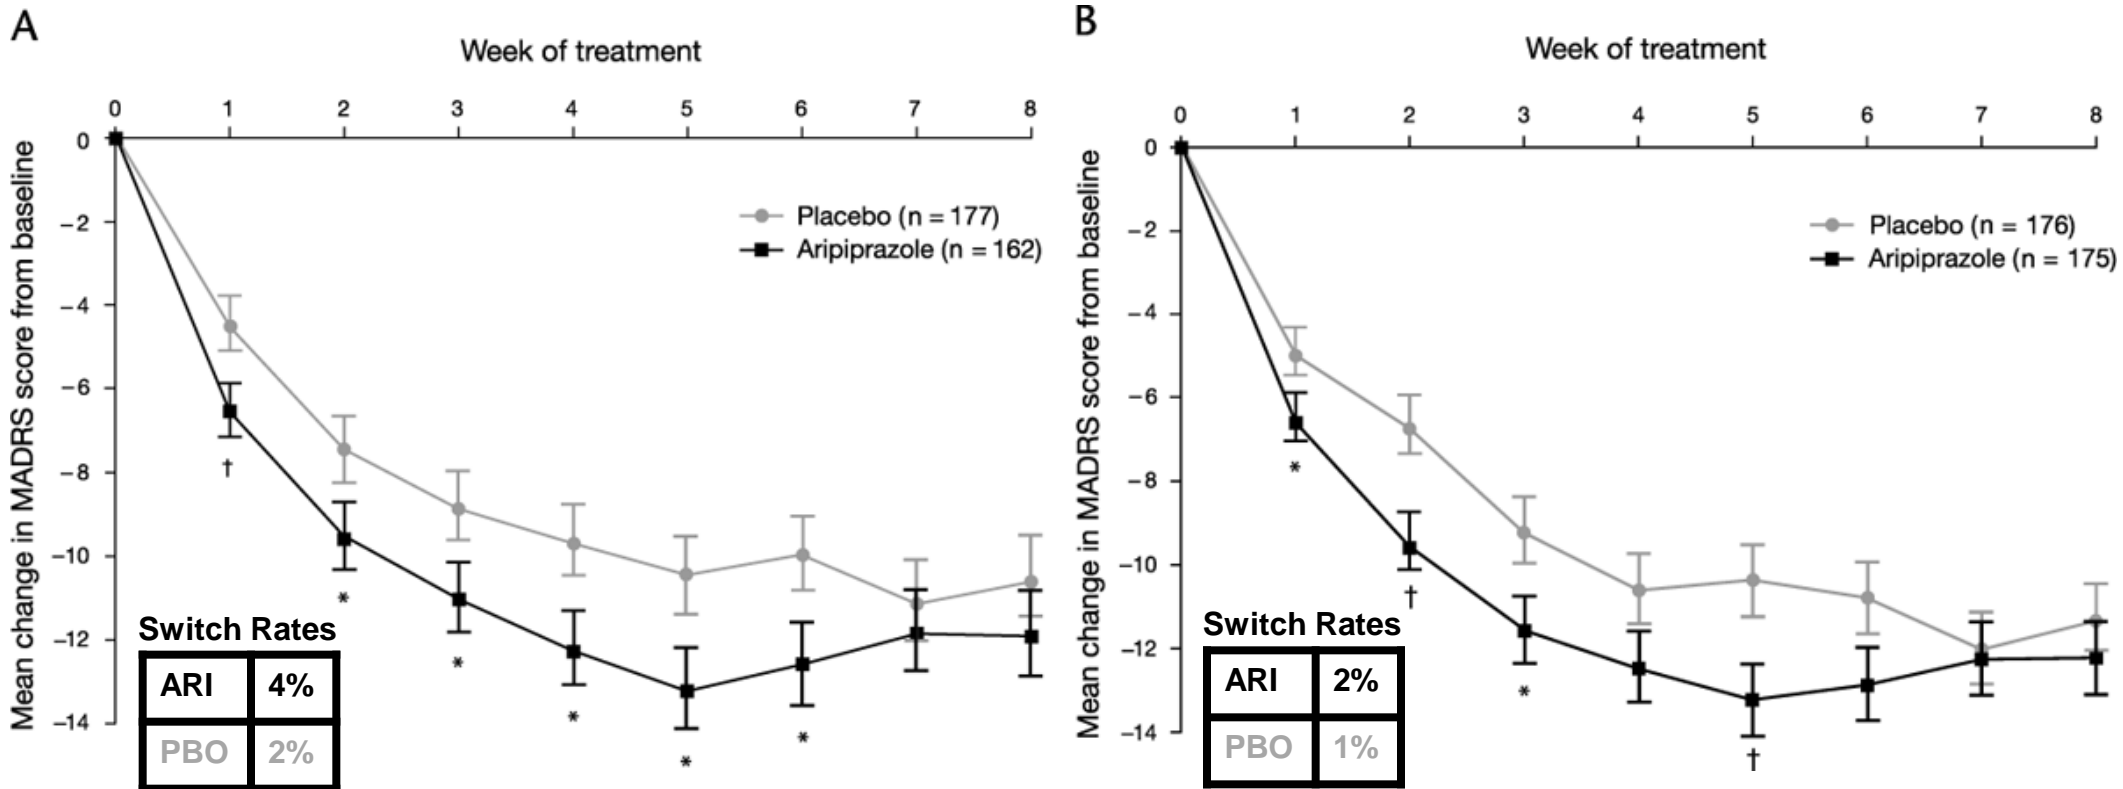 A
Week of treatment
0 1 2 3 4 5 6 7 8
Mean change in MADRS score from baseline
0
−2
−4
−6
−8
−10
−12
−14
Placebo (n = 177)
Aripiprazole (n = 162)
†
*
*
*
*
*
Switch Rates
ARI 4%
PBO 2%
B
Week of treatment
0 1 2 3 4 5 6 7 8
Mean change in MADRS score from baseline
0
−2
−4
−6
−8
−10
−12
−14
Placebo (n = 176)
Aripiprazole (n = 175)
*
†
*
†
Switch Rates
ARI 2%
PBO 1%